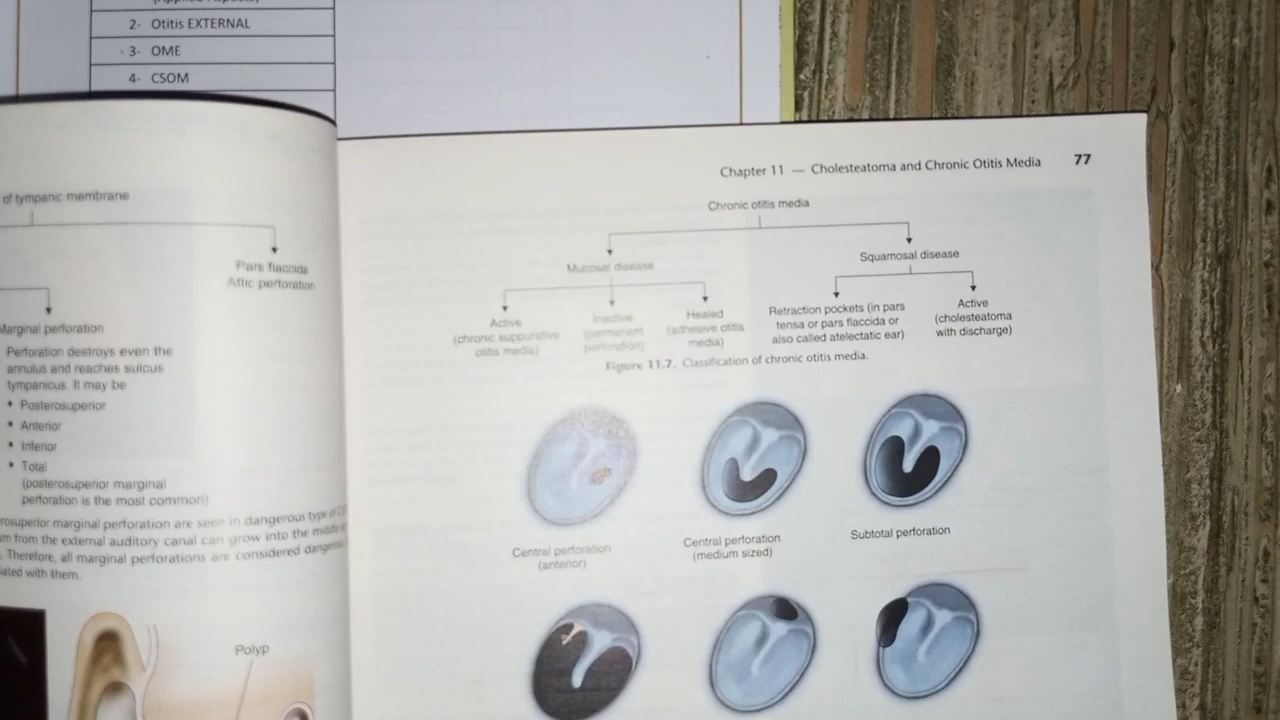 2- Otitis EXTERNAL
3- OME
4- CSOM
of tympanic membrane
Pars flaccida
Attic perforation
Marginal perforation
Perforation destroys even the
annulus and reaches sulcus
tympanicus. It may be
• Posterosuperior
• Anterior
• Inferior
• Total
(posterosuperior marginal
perforation is the most common)
perforation are seen in dangerous type of
from the external auditory canal can grow into the
Therefore, all marginal perforations are considered
with them.
Polyp
Chapter 11 — Cholesteatoma and Chronic Otitis Media 77
Chronic otitis media
Mucosal disease
Squamosal disease
Active
(chronic suppurative
otitis media)
Inactive
(permanent
perforation)
Healed
(adhesive otitis
media)
Retraction pockets (in pars
tensa or pars flaccida or
also called atelectatic ear)
Active
(cholesteatoma
with discharge)
Figure 11.7. Classification of chronic otitis media.
Central perforation
(anterior)
Central perforation
(medium sized)
Subtotal perforation